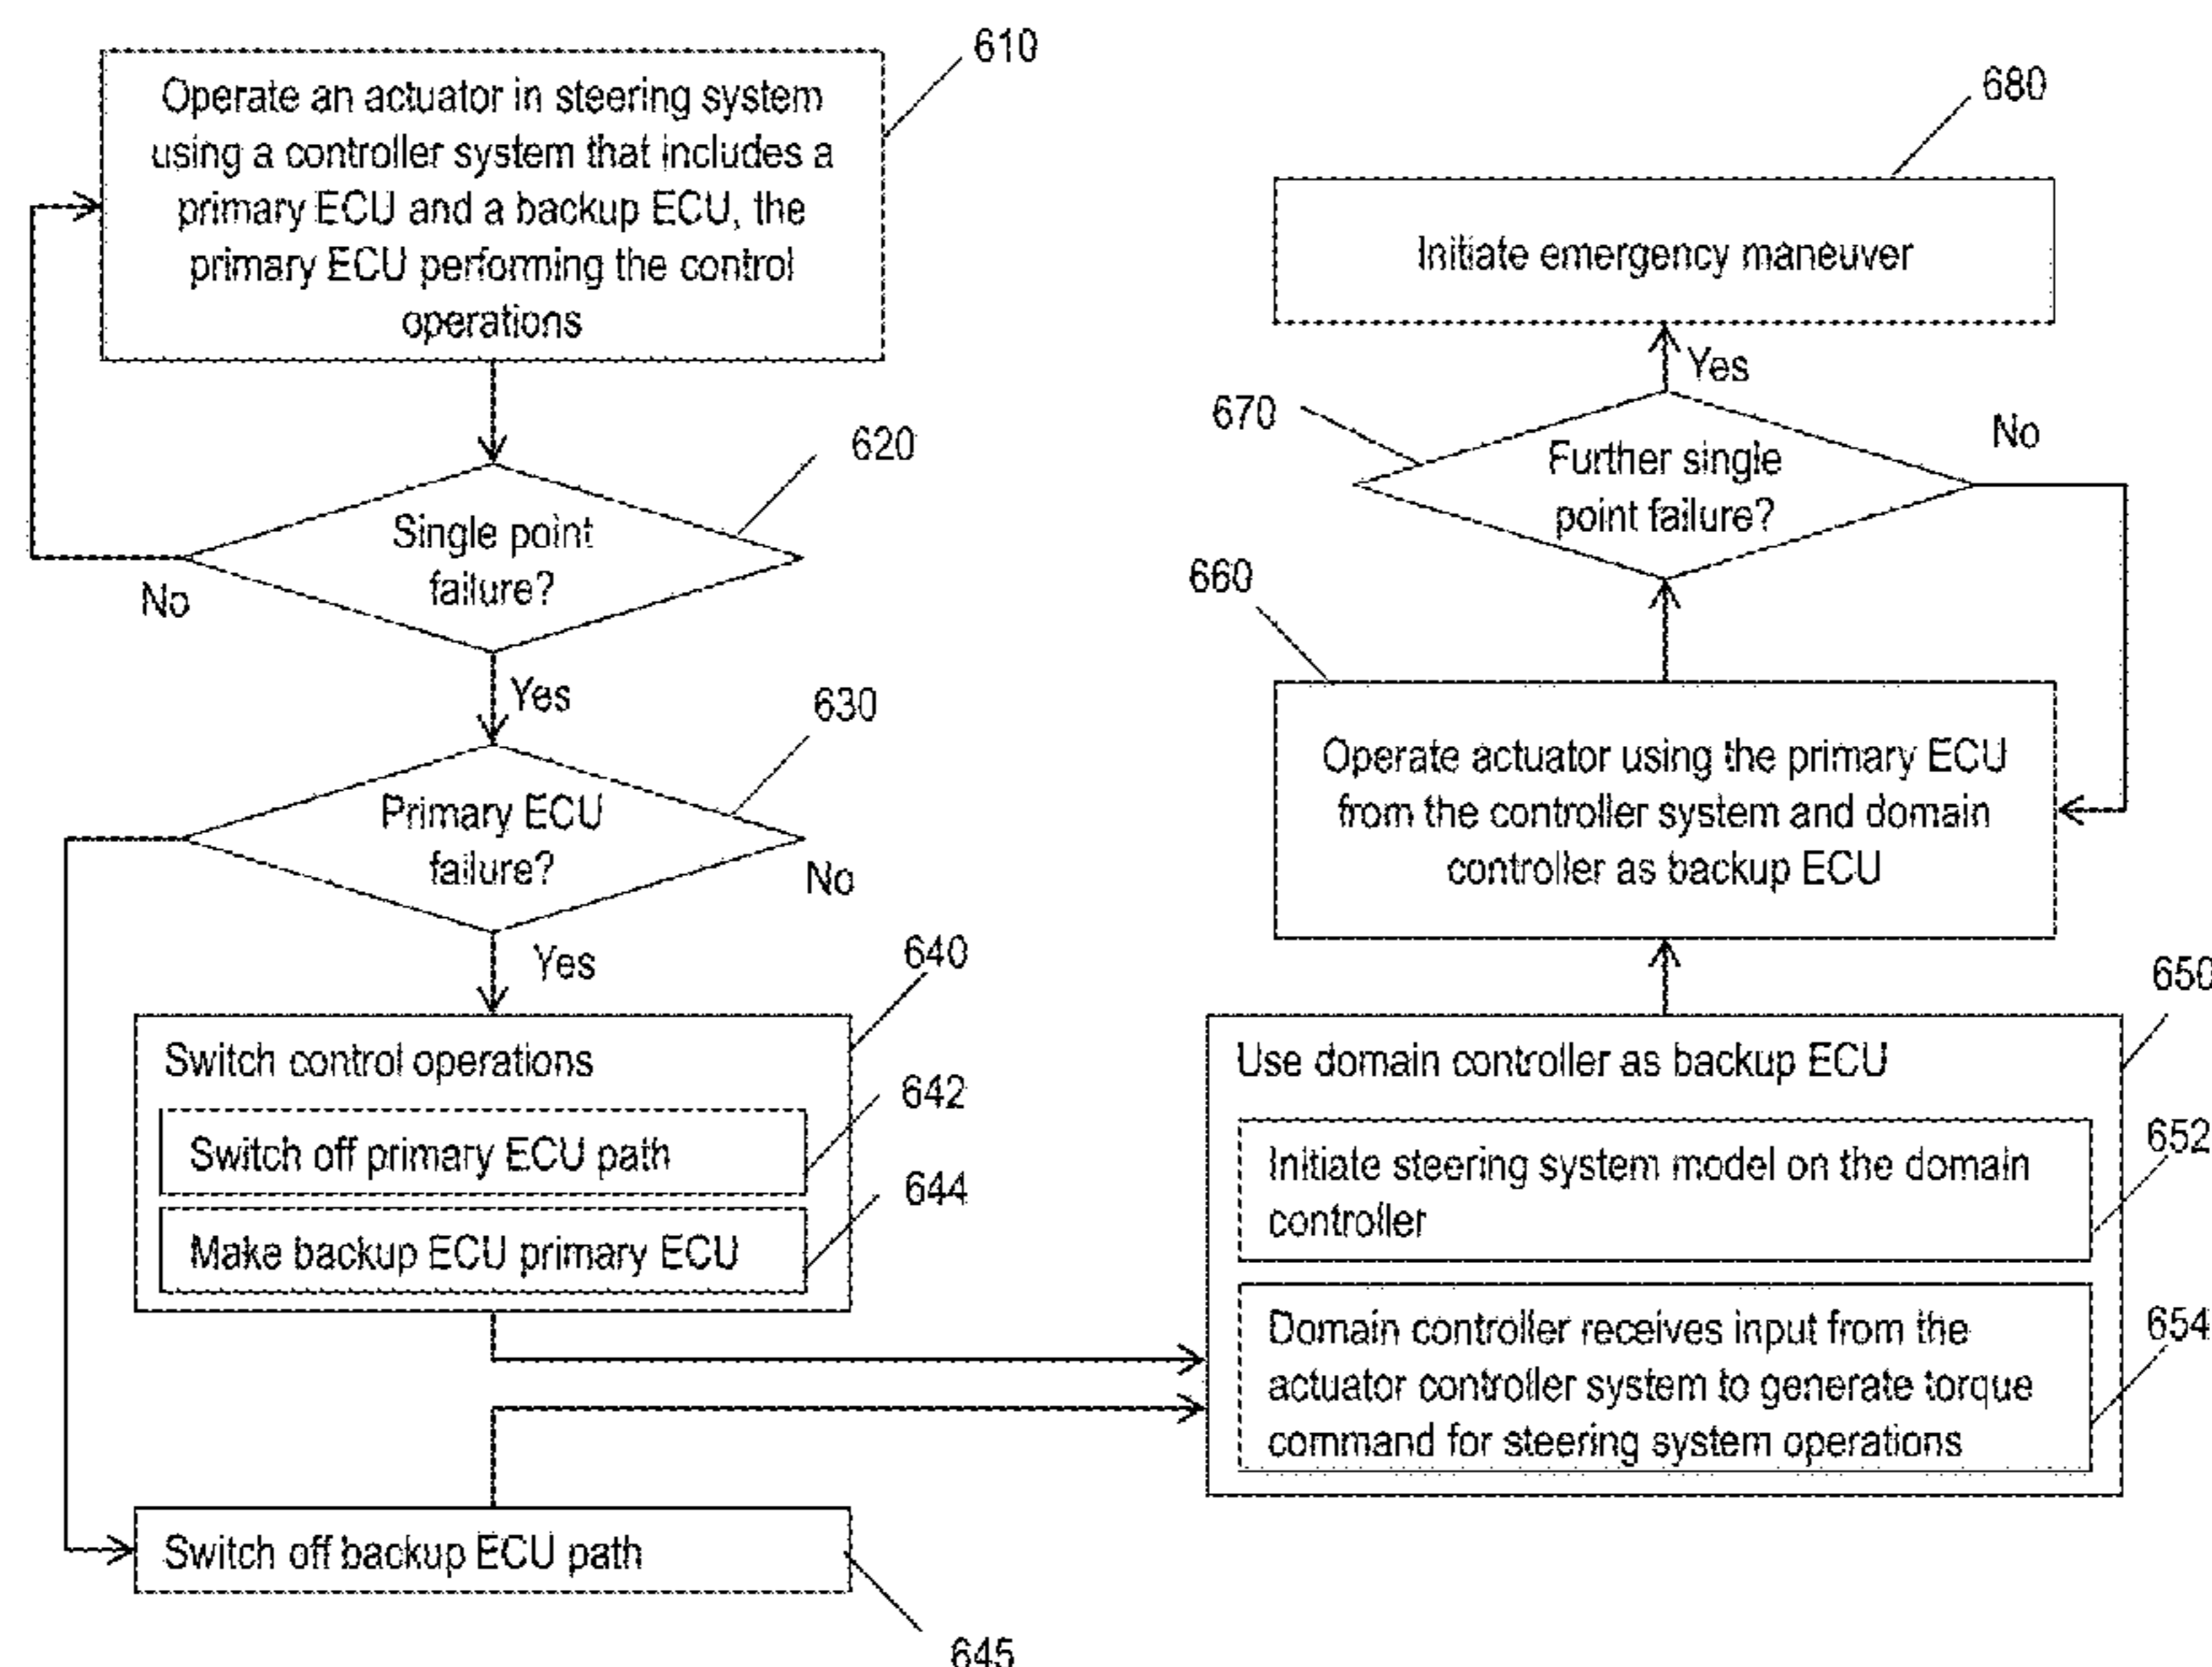 610
Operate an actuator in steering system
using a controller system that includes a
primary ECU and a backup ECU, the
primary ECU performing the control
operations
620
Single point
failure?
No
Yes
630
Primary ECU
failure?
No
Yes
640
Switch control operations
642
Switch off primary ECU path
644
Make backup ECU primary ECU
Switch off backup ECU path
645
680
Initiate emergency maneuver
Yes
670
No
Further single
point failure?
660
Operate actuator using the primary ECU
from the controller system and domain
controller as backup ECU
650
Use domain controller as backup ECU
652
Initiate steering system model on the domain
controller
654
Domain controller receives input from the
actuator controller system to generate torque
command for steering system operations